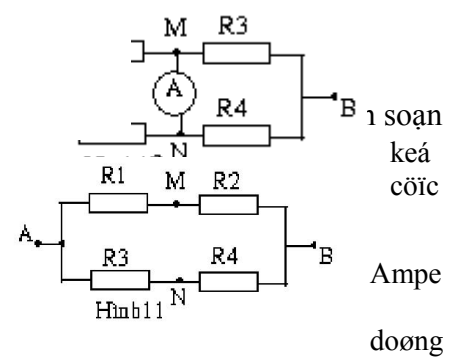 M R3
A
B
R4
N
ì soạn
keá
cöïc
R1 M R2
A
B
R3 N R4
Hình11
Ampe
doøng